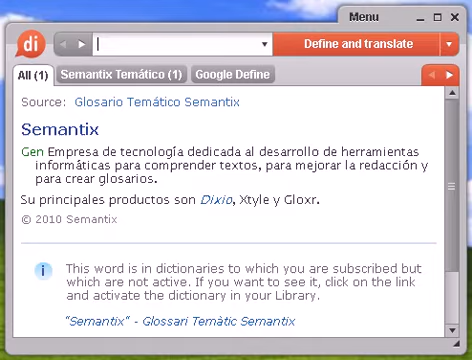 Menu
di
Define and translate
All (1)
Semantix Temático (1)
Google Define
Source: Glosario Temático Semantix
Semantix
Gen Empresa de tecnología dedicada al desarrollo de herramientas
informáticas para comprender textos, para mejorar la redacción y
para crear glosarios.
Su principales productos son Dixio, Xtyle y Gloxr.
© 2010 Semantix
i
This word is in dictionaries to which you are subscribed but
which are not active. If you want to see it, click on the link
and activate the dictionary in your Library.
"Semantix" - Glossari Temàtic Semantix